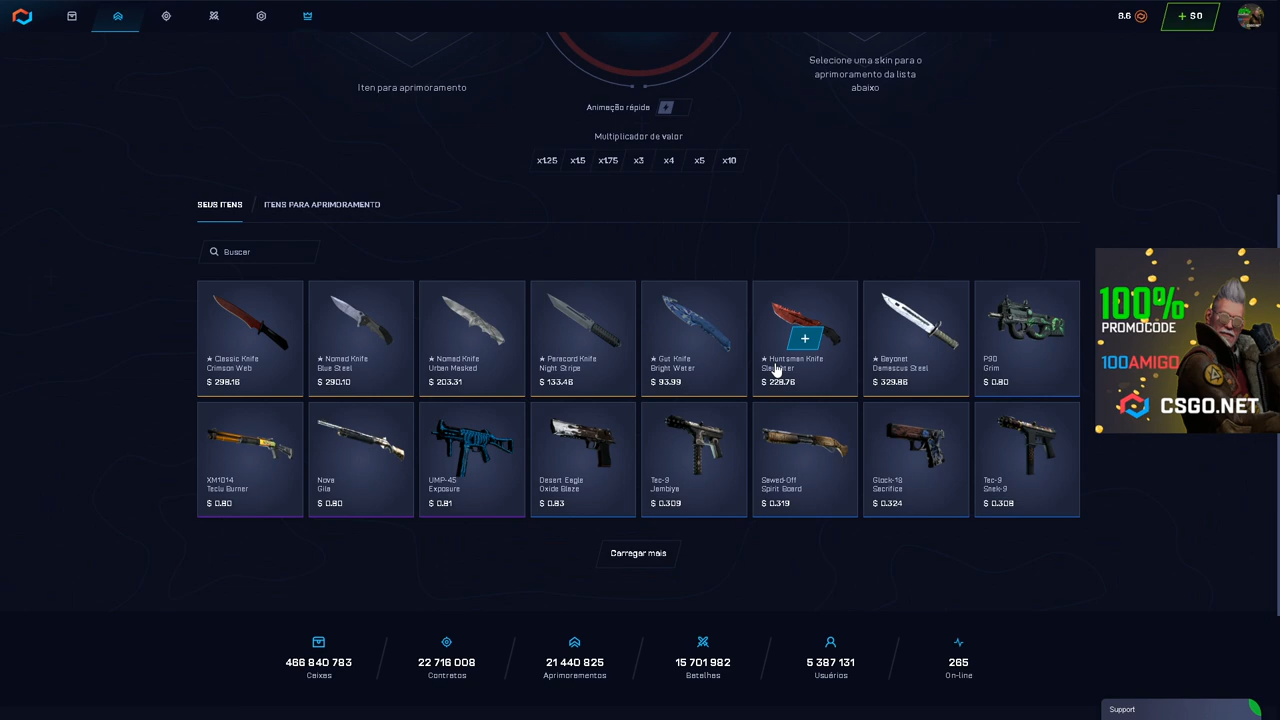 8.6
+ $0
Iten para aprimoramento
Selecione uma skin para o
aprimoramento da lista
abaixo
Animação rápida
Multiplicador de valor
x1.25 x1.5 x1.75 x3 x4 x5 x10
SEUS ITENS / ITENS PARA APRIMORAMENTO
Buscar
★ Classic Knife
Crimson Web
$ 298.16
★ Nomad Knife
Blue Steel
$ 290.10
★ Nomad Knife
Urban Masked
$ 203.31
★ Paracord Knife
Night Stripe
$ 133.46
★ Gut Knife
Bright Water
$ 93.99
★ Huntsman Knife
$ 228.76
★ Bayonet
Damascus Steel
$ 329.86
P90
Grim
$ 0.80
XM1014
Teclu Burner
$ 0.80
Nova
Gila
$ 0.80
UMP-45
Exposure
$ 0.81
Desert Eagle
Oxide Blaze
$ 0.83
Tec-9
Jambiya
$ 0.309
Sawed-Off
Spirit Board
$ 0.319
Glock-18
Sacrifice
$ 0.324
Tec-9
Snek-9
$ 0.308
100%
PROMOCODE
100AMIGO
CSGO.NET
Carregar mais
466 840 783
Caixas
22 716 008
Contratos
21 440 825
Aprimoramentos
15 701 982
Batalhas
5 387 131
Usuários
265
On-line
Support